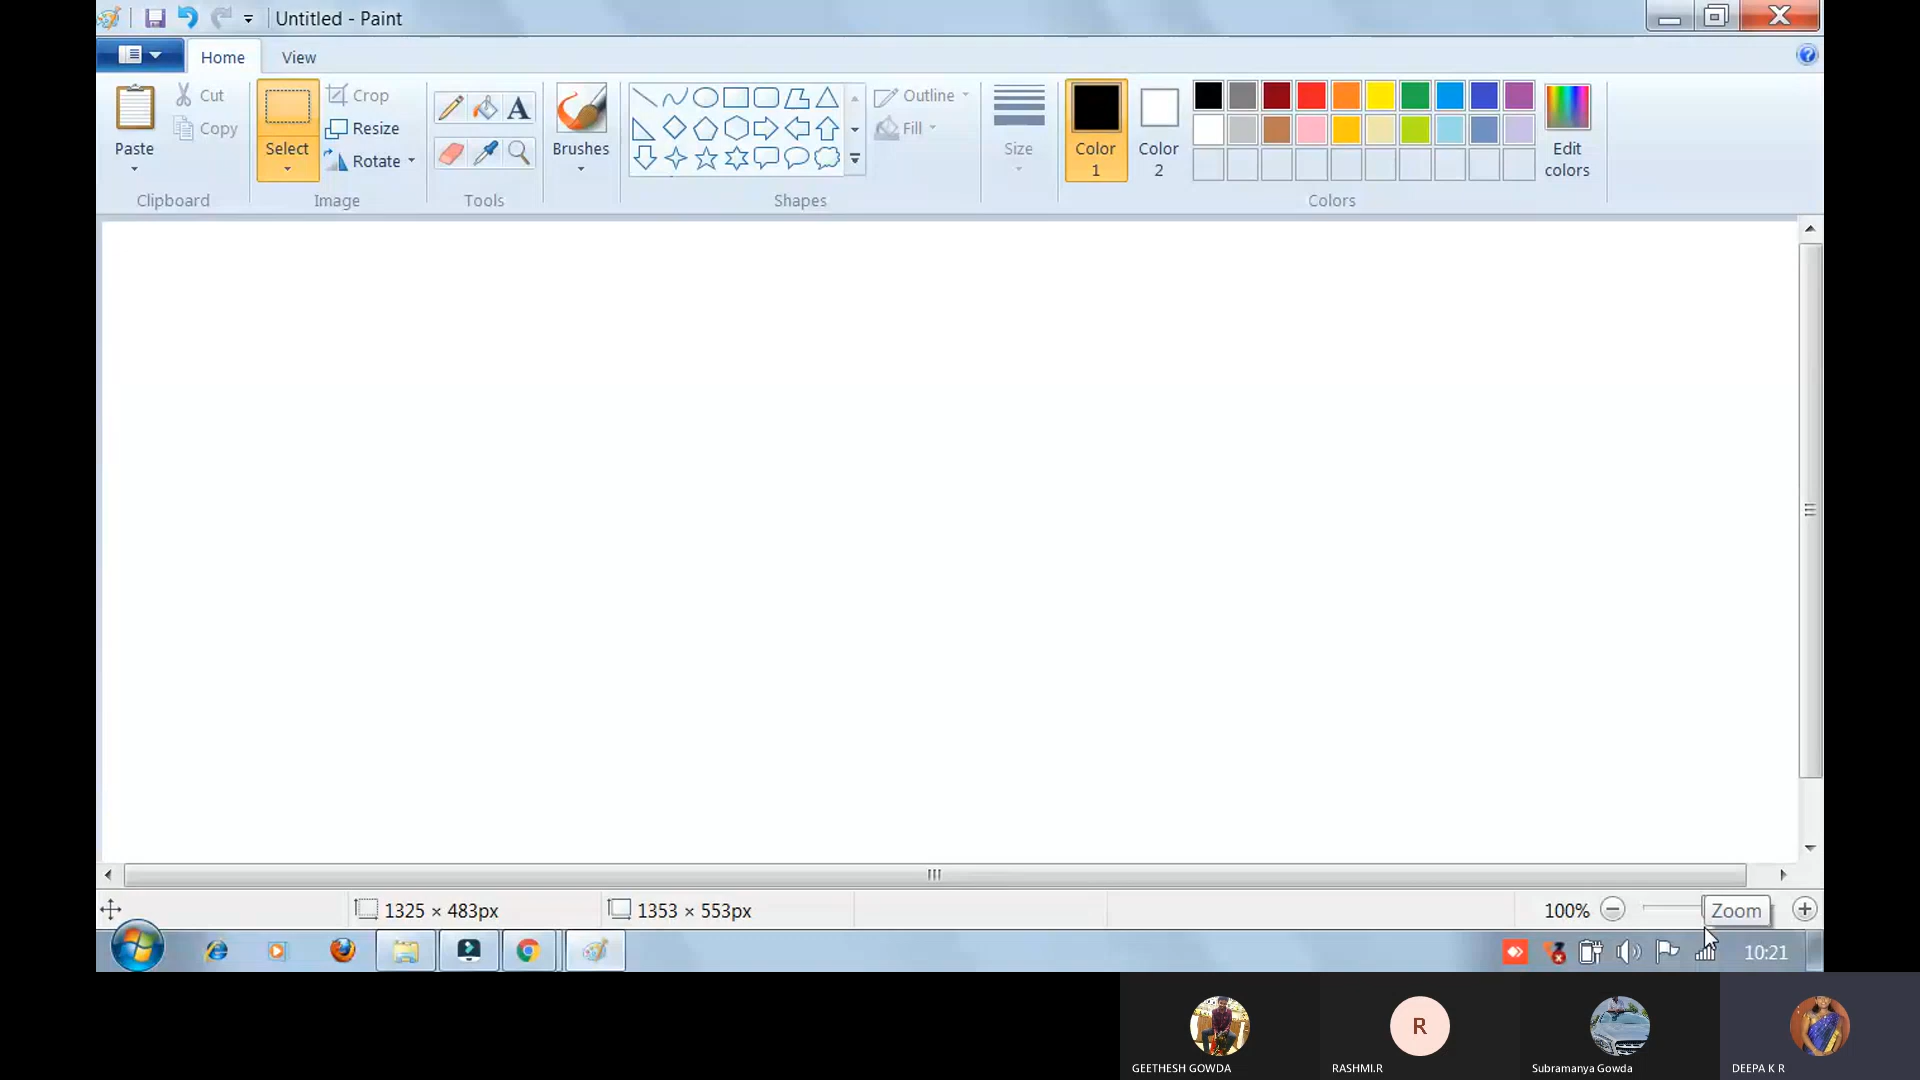 Untitled - Paint
Home View
Paste
Cut
Copy
Clipboard
Select
Crop
Resize
Rotate
Image
A
Tools
Brushes
Shapes
Outline
Fill
Size
Color 1
Color 2
Edit colors
Colors
1325 × 483px
1353 × 553px
100%
Zoom
10:21
GEETHESH GOWDA
R
RASHMI.R
Subramanya Gowda
DEEPA K R